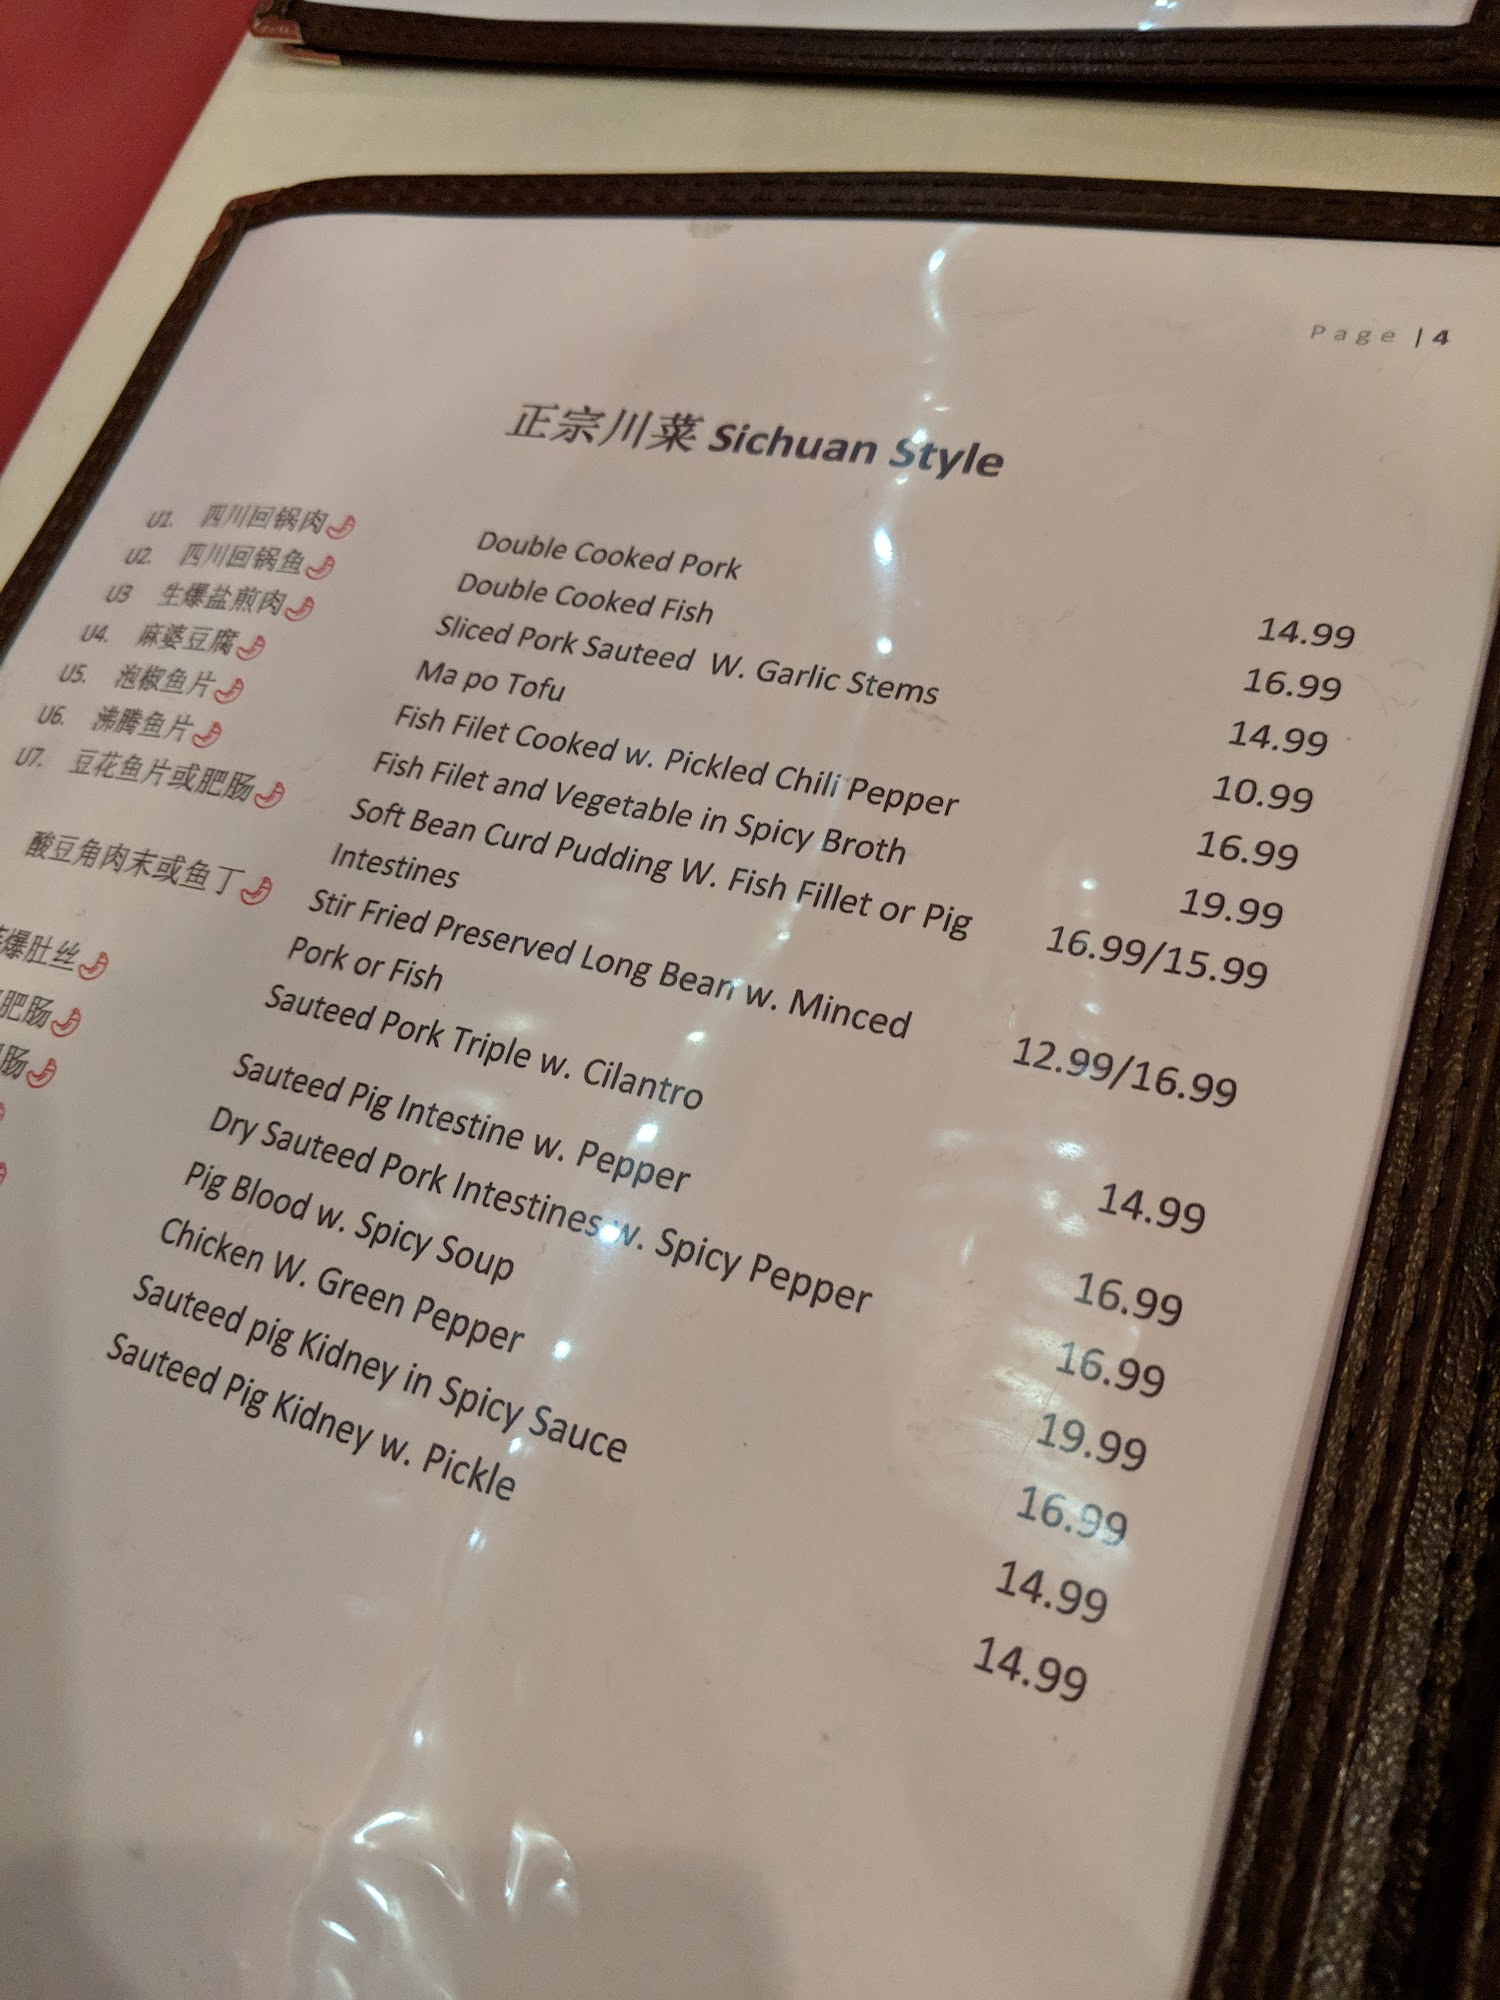 Page | 4
正宗川菜 Sichuan Style
U1. 四川回锅肉 Double Cooked Pork 14.99
U2. 四川回锅鱼 Double Cooked Fish 16.99
U3 生爆盐煎肉 Sliced Pork Sauteed W. Garlic Stems 14.99
U4. 麻婆豆腐 Ma po Tofu 10.99
U5. 泡椒鱼片 Fish Filet Cooked w. Pickled Chili Pepper 16.99
U6. 沸腾鱼片 Fish Filet and Vegetable in Spicy Broth 19.99
U7. 豆花鱼片或肥肠 Soft Bean Curd Pudding W. Fish Fillet or Pig 16.99/15.99
Intestines
酸豆角肉末或鱼丁 Stir Fried Preserved Long Bean w. Minced 12.99/16.99
Pork or Fish
爆肚丝 Sauteed Pork Triple w. Cilantro 14.99
肥肠 Sauteed Pig Intestine w. Pepper 16.99
肠 Dry Sauteed Pork Intestines w. Spicy Pepper 16.99
Pig Blood w. Spicy Soup 19.99
Chicken W. Green Pepper 16.99
Sauteed pig Kidney in Spicy Sauce 14.99
Sauteed Pig Kidney w. Pickle 14.99